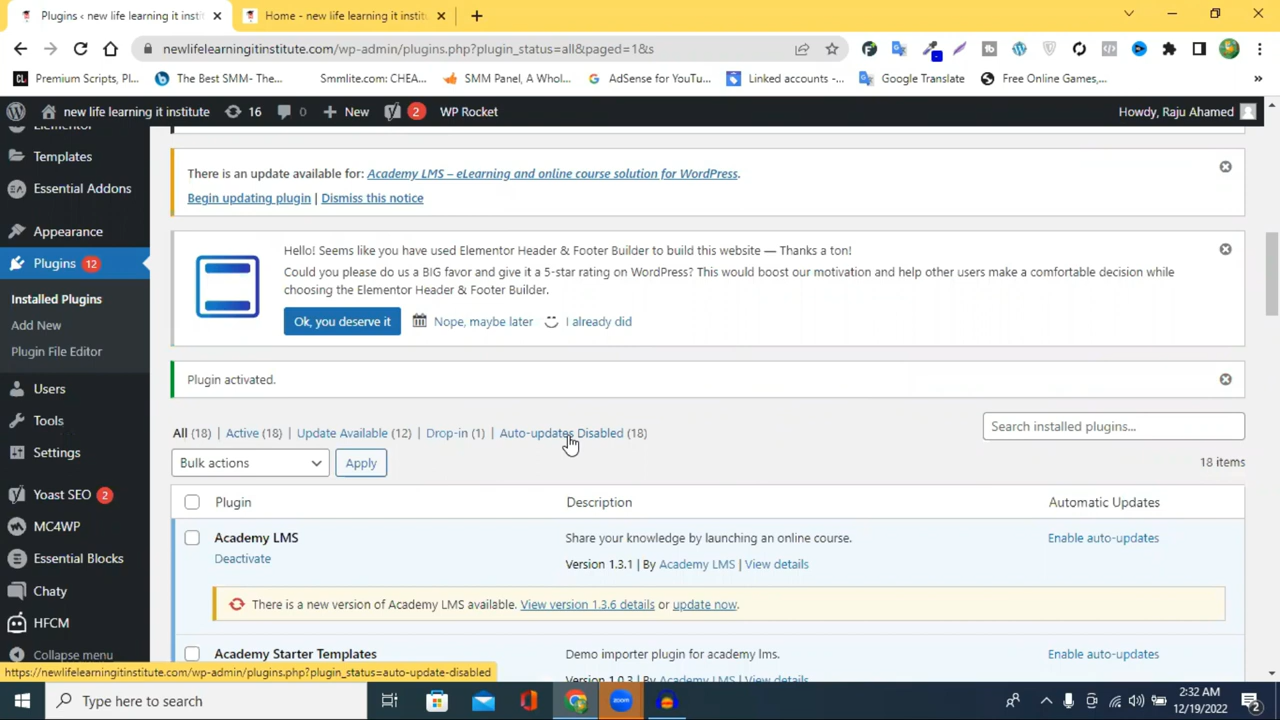 Plugins < new life learning it insti
Home - new life learning it instituti
newlifelearningitinstitute.com/wp-admin/plugins.php?plugin_status=all&paged=1&s
Premium Scripts, Pl...
The Best SMM- The...
Smmlite.com: CHEA...
SMM Panel, A Whol...
AdSense for YouTu...
Linked accounts -...
Google Translate
Free Online Games,...
new life learning it institute
16
0
New
2
WP Rocket
Howdy, Raju Ahamed
Elementor
Templates
Essential Addons
Appearance
Plugins 12
Installed Plugins
Add New
Plugin File Editor
Users
Tools
Settings
Yoast SEO 2
MC4WP
Essential Blocks
Chaty
HFCM
Collapse menu
There is an update available for: Academy LMS – eLearning and online course solution for WordPress.
Begin updating plugin | Dismiss this notice
Hello! Seems like you have used Elementor Header & Footer Builder to build this website — Thanks a ton!
Could you please do us a BIG favor and give it a 5-star rating on WordPress? This would boost our motivation and help other users make a comfortable decision while
choosing the Elementor Header & Footer Builder.
Ok, you deserve it
Nope, maybe later
I already did
Plugin activated.
All (18) | Active (18) | Update Available (12) | Drop-in (1) | Auto-updates Disabled (18)
Search installed plugins...
Bulk actions
Apply
18 items
Plugin
Description
Automatic Updates
Academy LMS
Share your knowledge by launching an online course.
Enable auto-updates
Deactivate
Version 1.3.1 | By Academy LMS | View details
There is a new version of Academy LMS available. View version 1.3.6 details or update now.
Academy Starter Templates
Demo importer plugin for academy lms.
Enable auto-updates
Version 1.0.3 | By Academy LMS | View details
https://newlifelearningitinstitute.com/wp-admin/plugins.php?plugin_status=auto-update-disabled
Type here to search
zoom
2:32 AM
12/19/2022
2